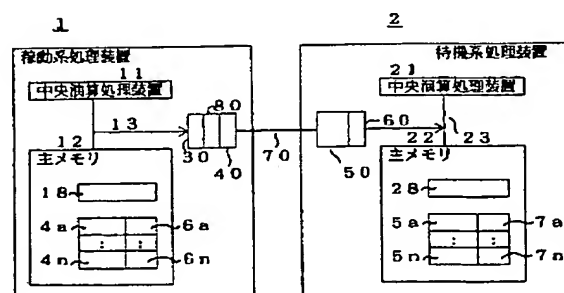 1
2
稼動系処理装置
待機系処理装置
11
21
中央演算処理装置
中央演算処理装置
80
60
12
13
30
40
70
50
22
23
主メモリ
主メモリ
18
28
4a
6a
5a
7a
:
:
:
:
4n
6n
5n
7n